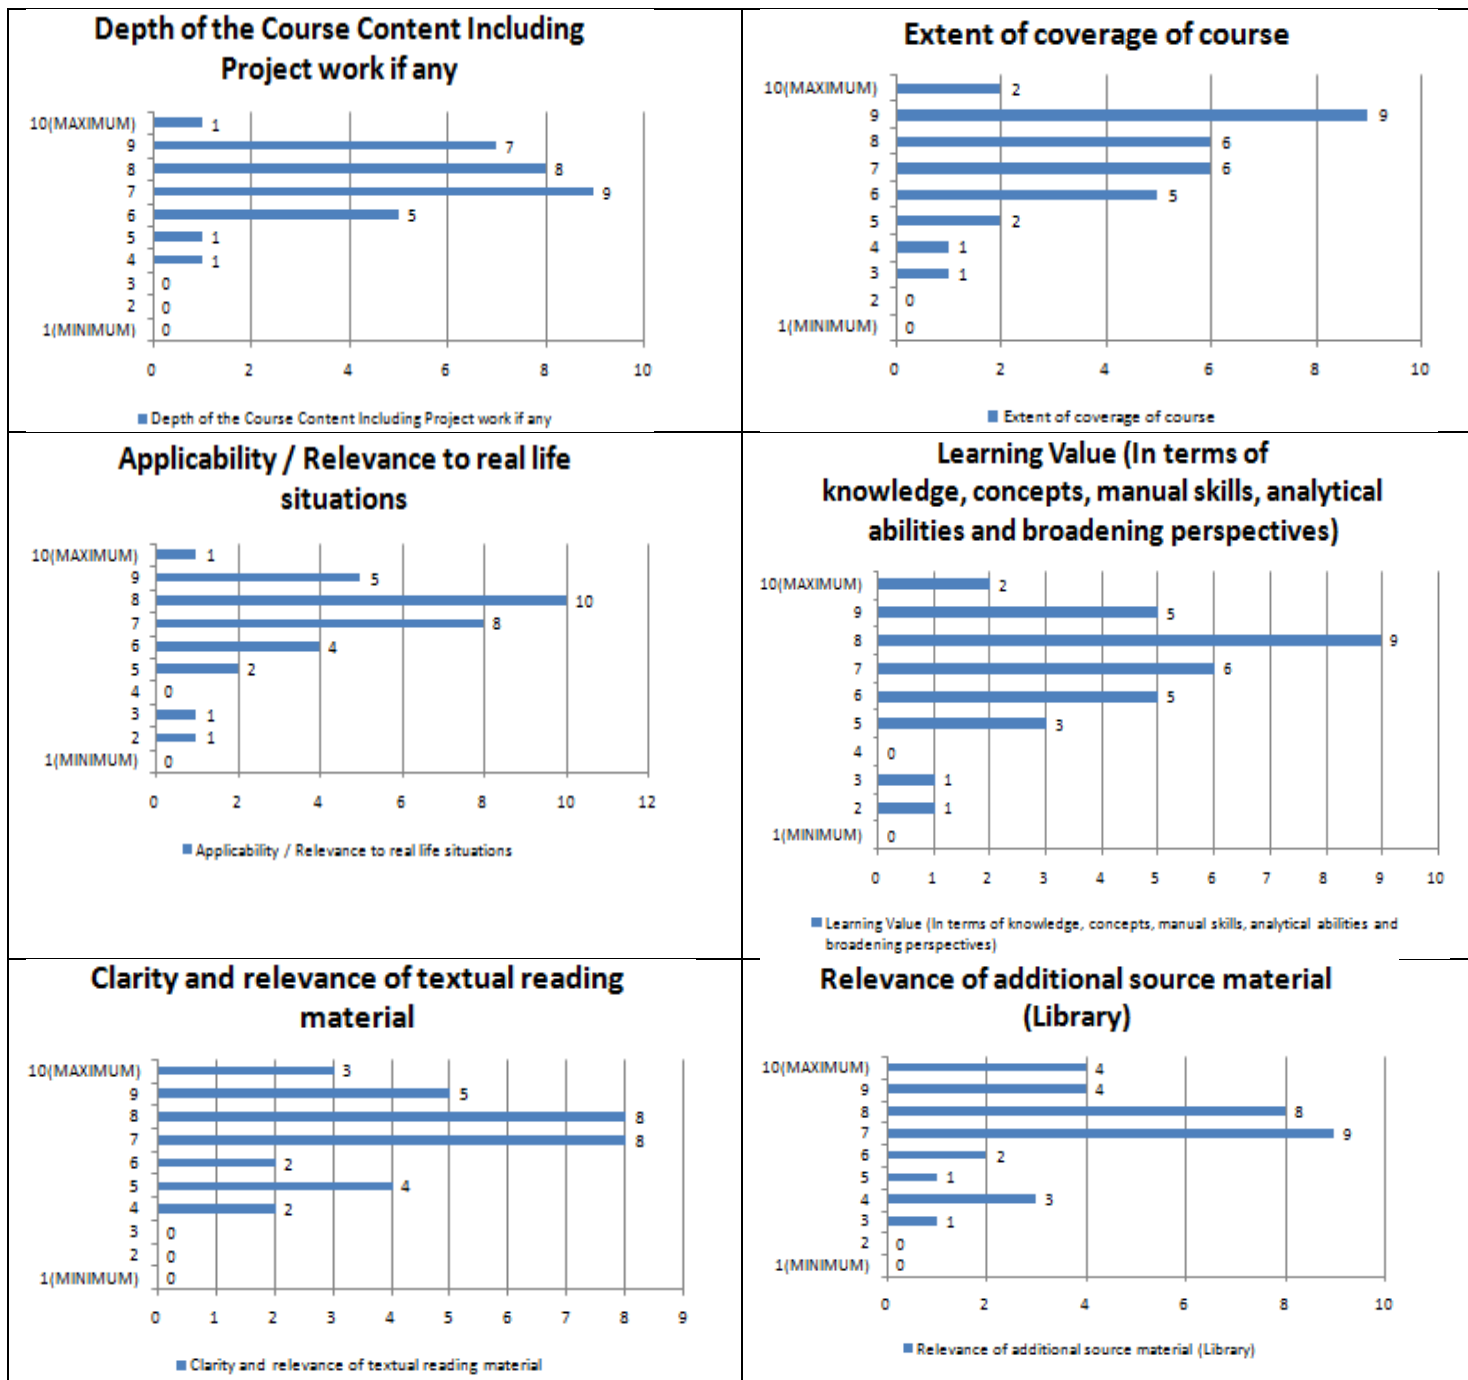 Depth of the Course Content Including
Project work if any
10(MAXIMUM) 1
9 7
8 8
7 9
6 5
5 1
4 1
3 0
2 0
1(MINIMUM) 0
0 2 4 6 8 10
Depth of the Course Content Including Project work if any
Extent of coverage of course
10(MAXIMUM) 2
9 9
8 6
7 6
6 5
5 2
4 1
3 1
2 0
1(MINIMUM) 0
0 2 4 6 8 10
Extent of coverage of course
Applicability / Relevance to real life
situations
10(MAXIMUM) 1
9 5
8 10
7 8
6 4
5 2
4 0
3 1
2 1
1(MINIMUM) 0
0 2 4 6 8 10 12
Applicability / Relevance to real life situations
Learning Value (In terms of
knowledge, concepts, manual skills, analytical
abilities and broadening perspectives)
10(MAXIMUM) 2
9 5
8 9
7 6
6 5
5 3
4 0
3 1
2 1
1(MINIMUM) 0
0 1 2 3 4 5 6 7 8 9 10
Learning Value (In terms of knowledge, concepts, manual skills, analytical abilities and
broadening perspectives)
Clarity and relevance of textual reading
material
10(MAXIMUM) 3
9 5
8 8
7 8
6 2
5 4
4 2
3 0
2 0
1(MINIMUM) 0
0 1 2 3 4 5 6 7 8 9
Clarity and relevance of textual reading material
Relevance of additional source material
(Library)
10(MAXIMUM) 4
9 4
8 8
7 9
6 2
5 1
4 3
3 1
2 0
1(MINIMUM) 0
0 2 4 6 8 10
Relevance of additional source material (Library)